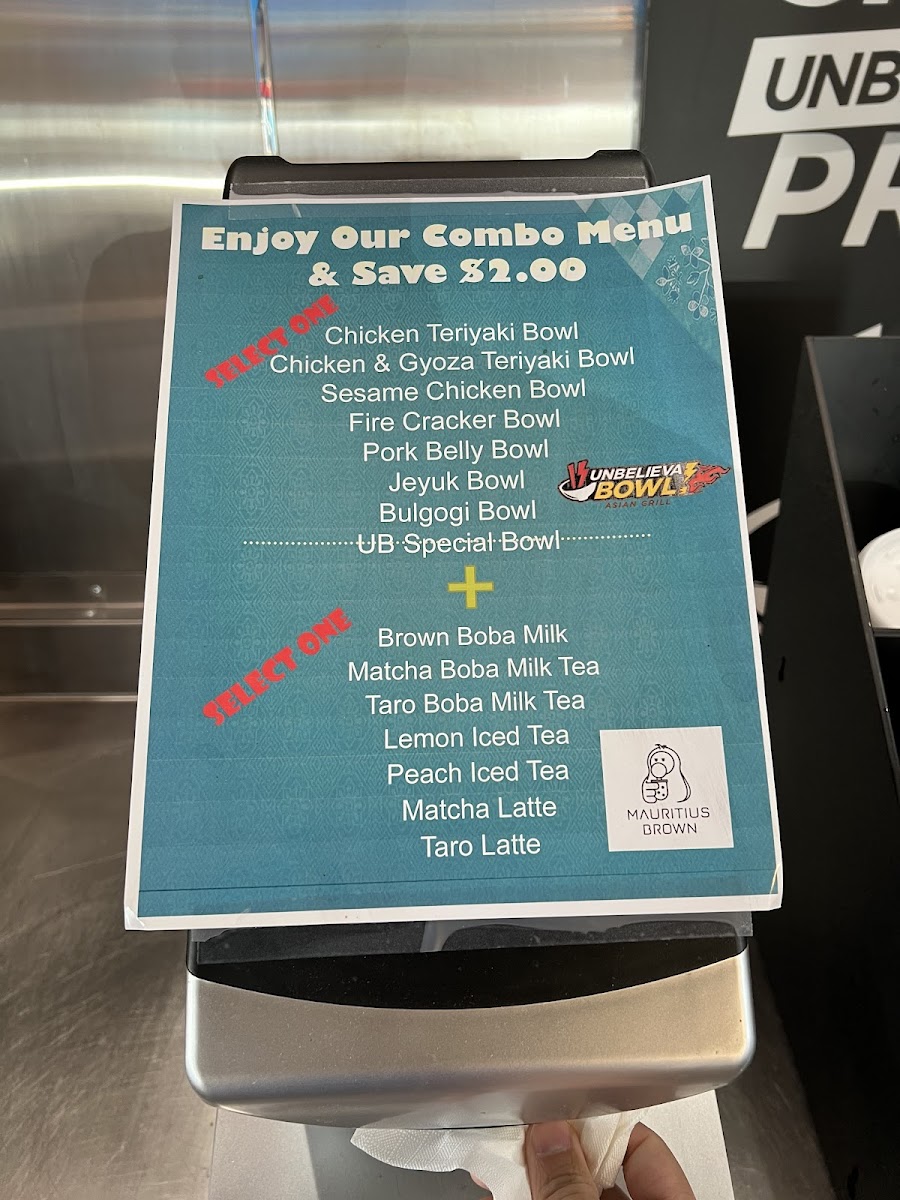 UNB
PR
Enjoy Our Combo Menu
& Save $2.00
SELECT ONE
Chicken Teriyaki Bowl
Chicken & Gyoza Teriyaki Bowl
Sesame Chicken Bowl
Fire Cracker Bowl
Pork Belly Bowl
Jeyuk Bowl
Bulgogi Bowl
UB Special Bowl
UNBELIEVA
BOWL
ASIAN GRILL
+
SELECT ONE
Brown Boba Milk
Matcha Boba Milk Tea
Taro Boba Milk Tea
Lemon Iced Tea
Peach Iced Tea
Matcha Latte
Taro Latte
MAURITIUS
BROWN